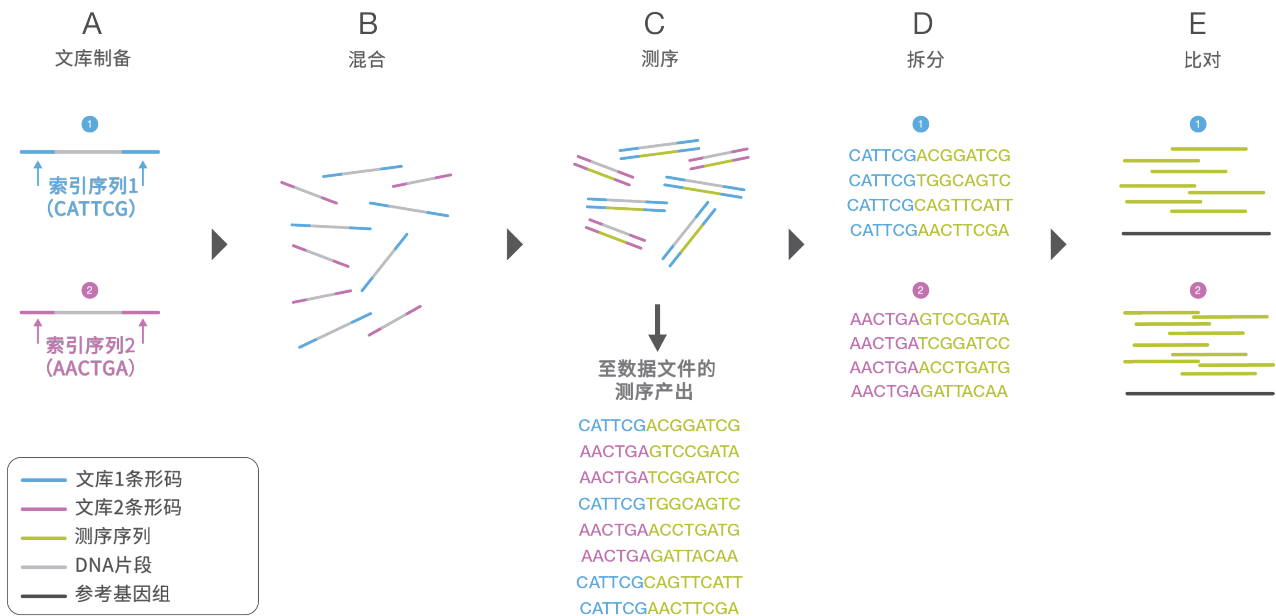 A
文库制备
B
混合
C
测序
D
拆分
E
比对
1
索引序列1
(CATTCG)
2
索引序列2
(AACTGA)
至数据文件的
测序产出
CATTCGACGGATCG
AACTGAGTCCGATA
AACTGATCGGATCC
CATTCGTGGCAGTC
AACTGAACCTGATG
AACTGAGATTACAA
CATTCGCAGTTCATT
CATTCGAACTTCGA
1
CATTCGACGGATCG
CATTCGTGGCAGTC
CATTCGCAGTTCATT
CATTCGAACTTCGA
2
AACTGAGTCCGATA
AACTGATCGGATCC
AACTGAACCTGATG
AACTGAGATTACAA
1
2
文库1条形码
文库2条形码
测序序列
DNA片段
参考基因组